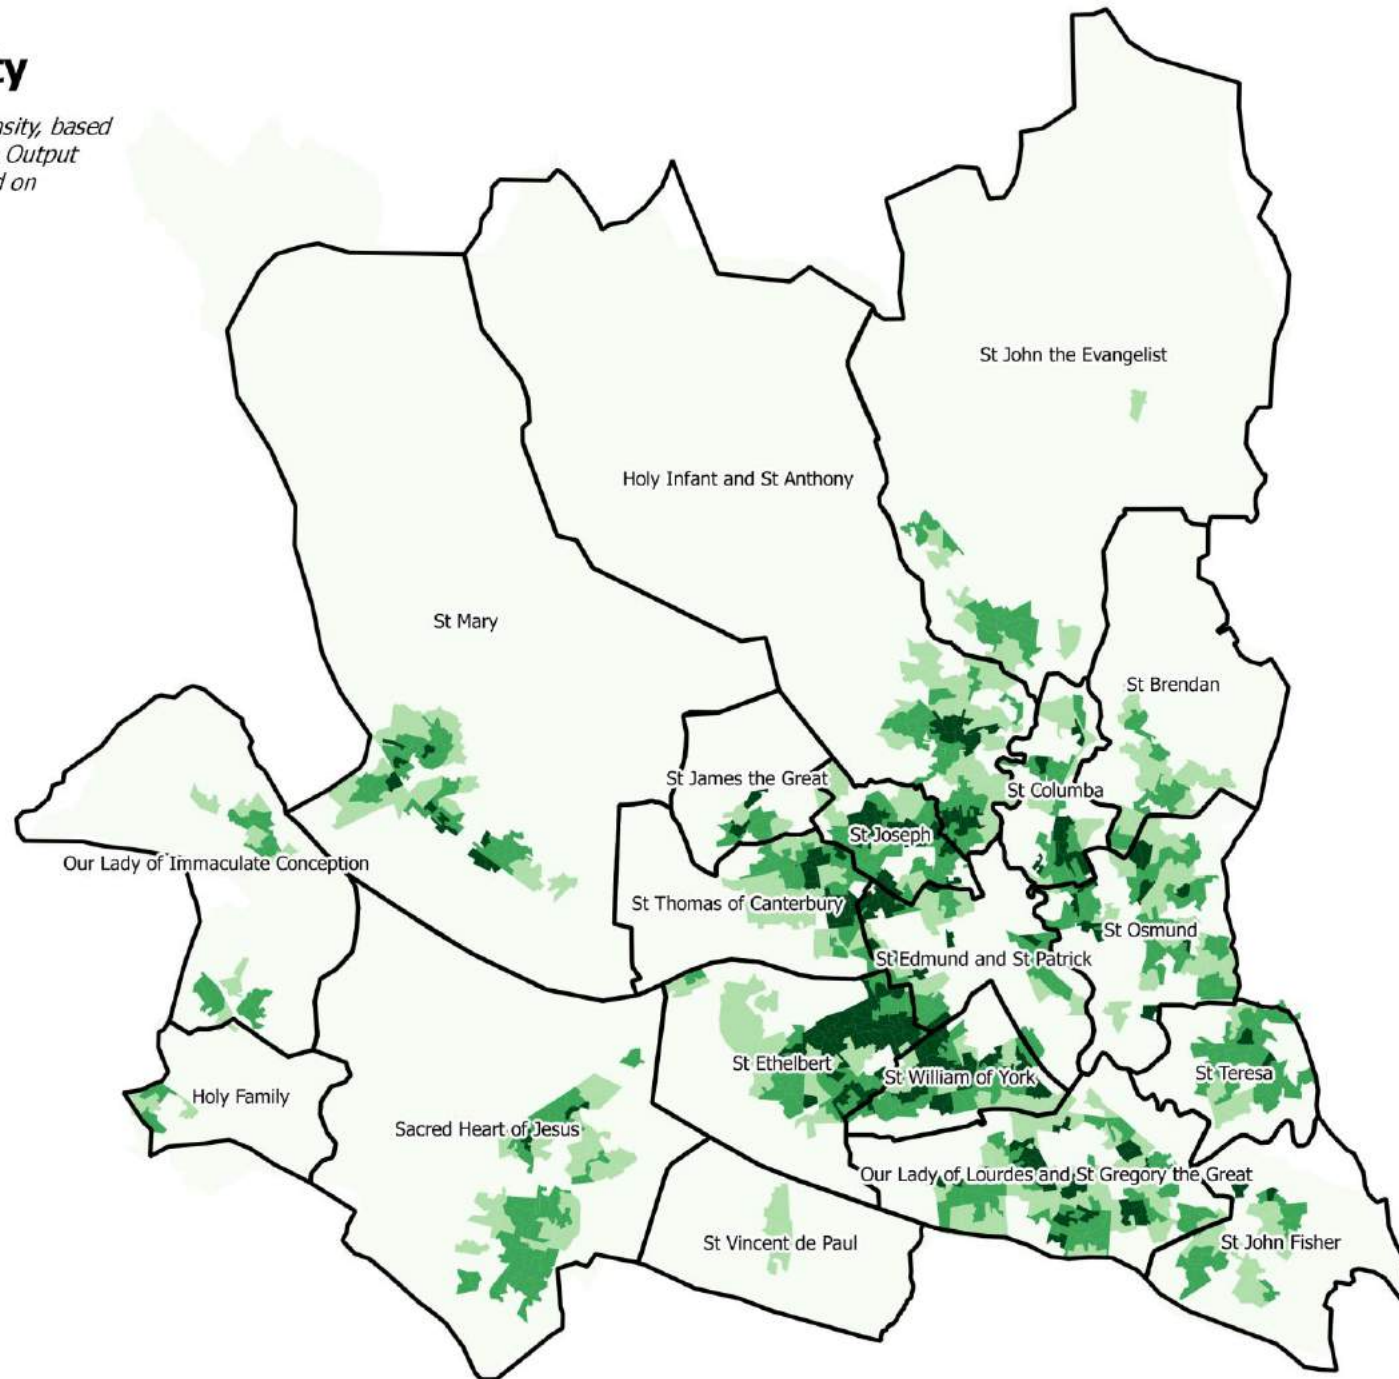 nsity, based
Output
d on
St John the Evangelist
Holy Infant and St Anthony
St Mary
St Brendan
St James the Great
St Columba
St Joseph
Our Lady of Immaculate Conception
St Thomas of Canterbury
St Osmund
St Edmund and St Patrick
St Ethelbert
St William of York
St Teresa
Holy Family
Sacred Heart of Jesus
Our Lady of Lourdes and St Gregory the Great
St Vincent de Paul
St John Fisher